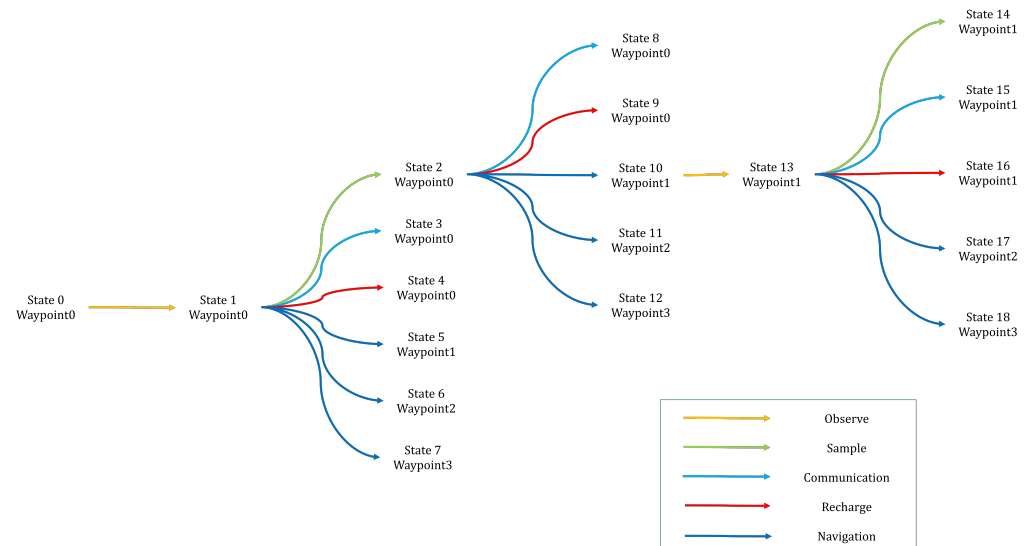 State 0
Waypoint0
State 1
Waypoint0
State 2
Waypoint0
State 3
Waypoint0
State 4
Waypoint0
State 5
Waypoint1
State 6
Waypoint2
State 7
Waypoint3
State 8
Waypoint0
State 9
Waypoint0
State 10
Waypoint1
State 11
Waypoint2
State 12
Waypoint3
State 13
Waypoint1
State 14
Waypoint1
State 15
Waypoint1
State 16
Waypoint1
State 17
Waypoint2
State 18
Waypoint3
Observe
Sample
Communication
Recharge
Navigation